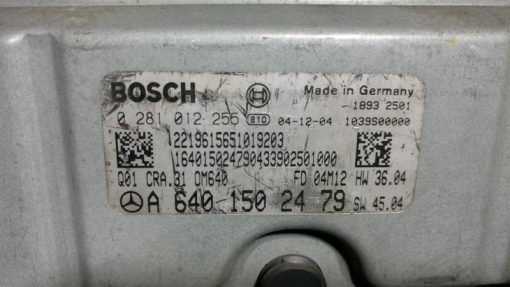 BOSCH Made in Germany
1893 2501
0 281 012 255 810 04-12-04 1039S00000
2219615651019203
16401502479043390250​1000
Q01 CRA.31 OM640 FD 04M12 HW 36.04
A 640 150 24 79 SW 45.04